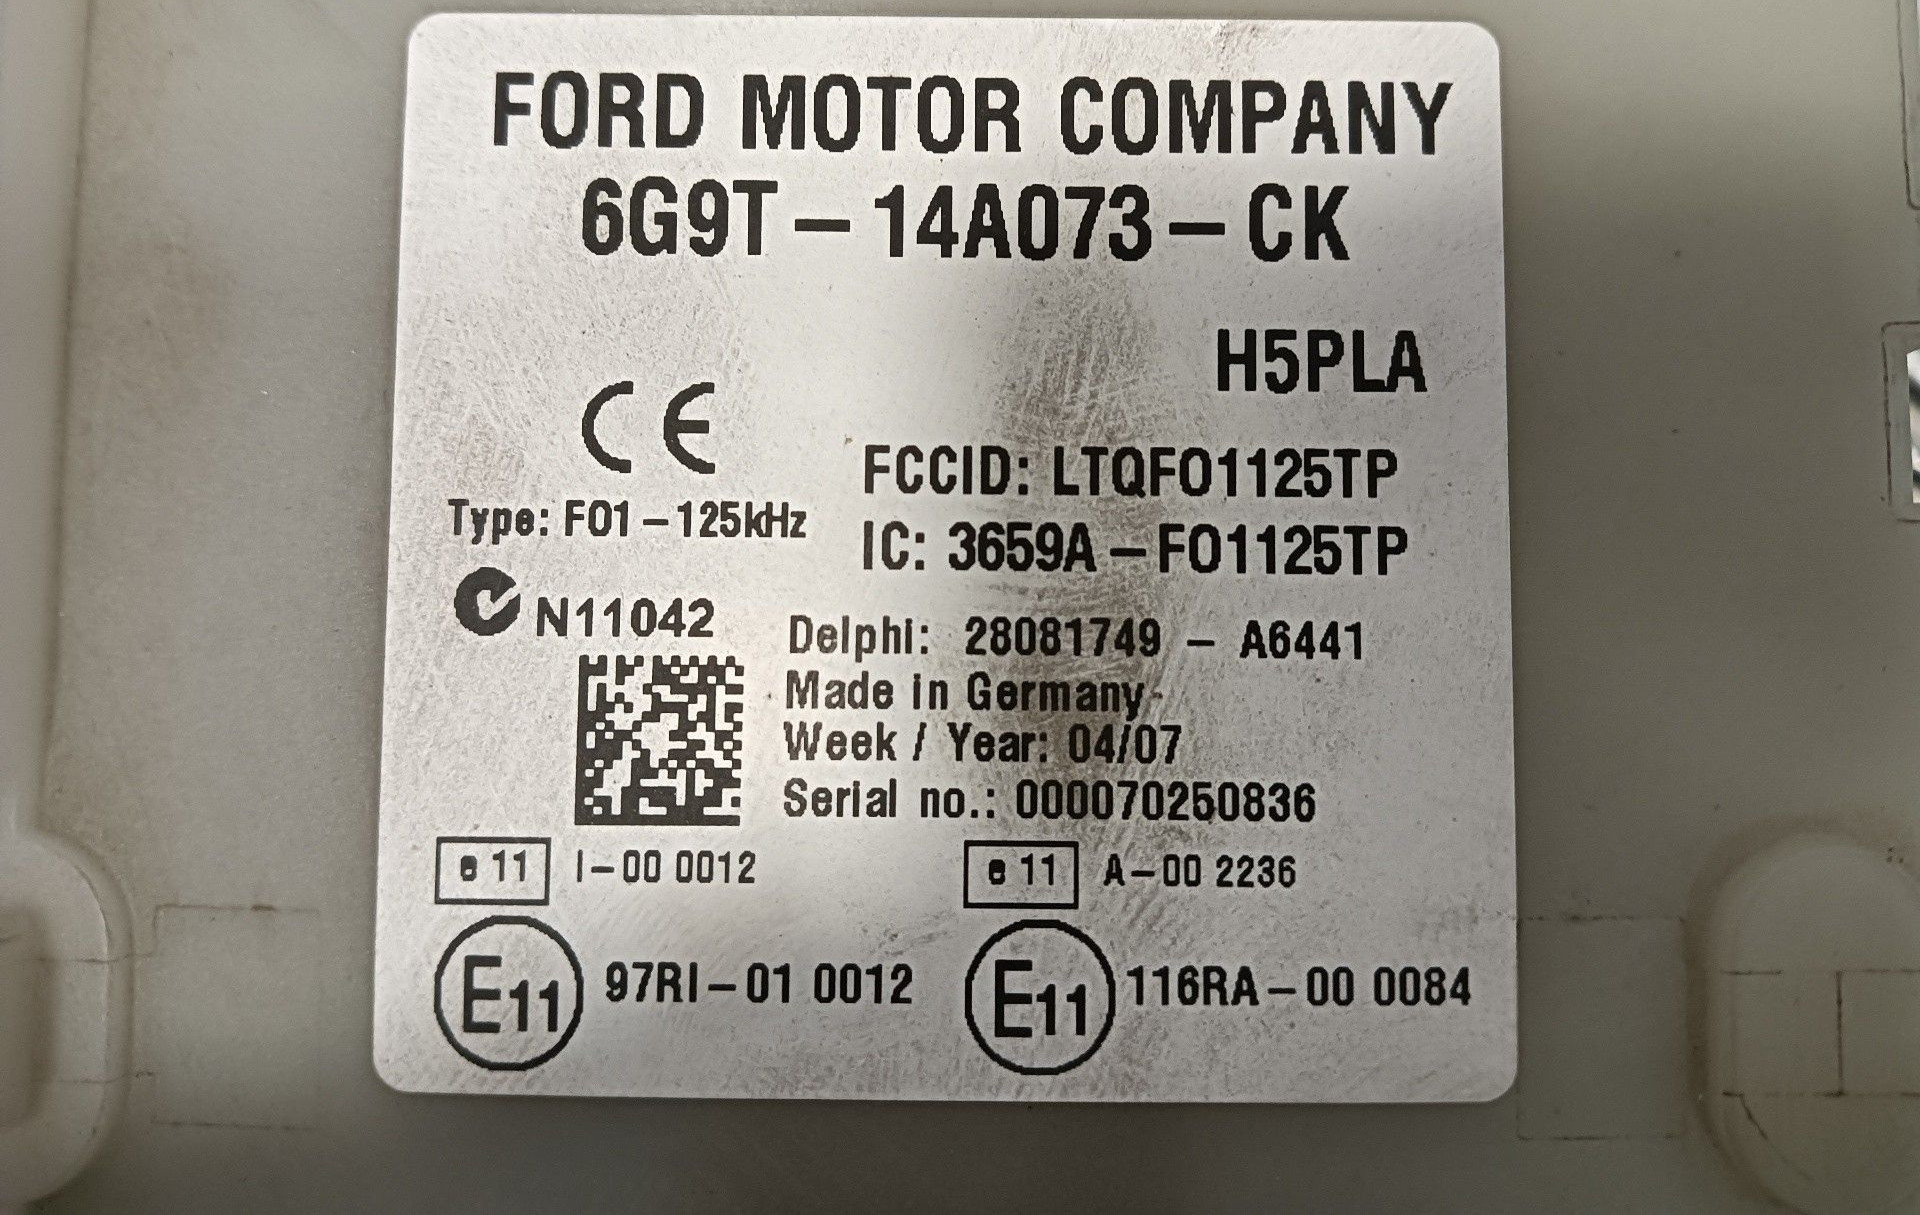 FORD MOTOR COMPANY
6G9T-14A073-CK
H5PLA
CE
FCCID: LTQFO1125TP
Type: FO1-125kHz
IC: 3659A-FO1125TP
N11042
Delphi: 28081749 - A6441
Made in Germany
Week / Year: 04/07
Serial no.: 000070250836
e 11 I-00 0012
e 11 A-00 2236
E11 97RI-01 0012
E11 116RA-00 0084